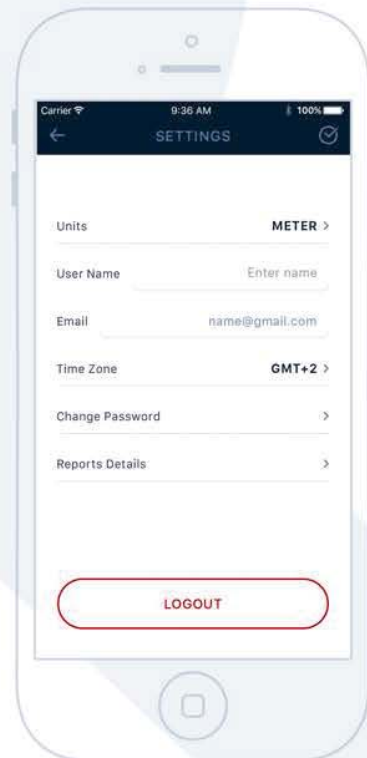 Carrier 9:36 AM 100%
SETTINGS
Units METER >
User Name Enter name
Email name@gmail.com
Time Zone GMT+2 >
Change Password >
Reports Details >
LOGOUT